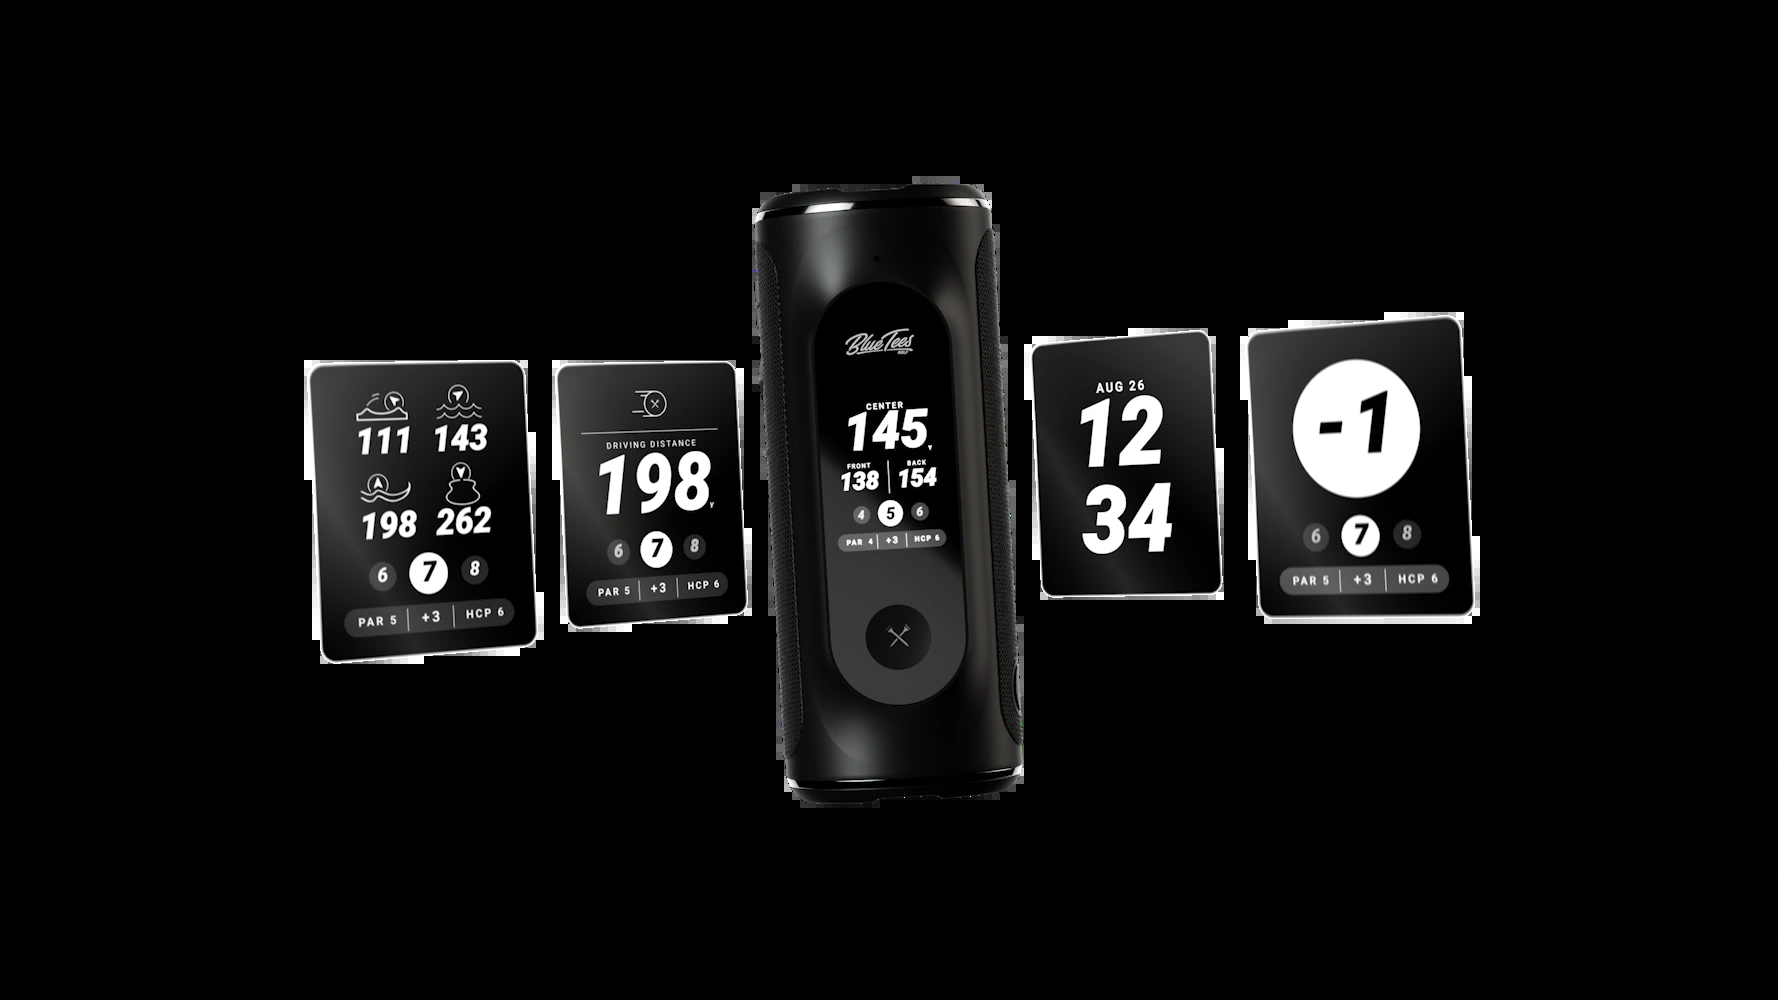 111 143
198 262
6 7 8
PAR 5 +3 HCP 6
DRIVING DISTANCE
198Y
6 7 8
PAR 5 +3 HCP 6
Blue Tees
GOLF
CENTER
145Y
FRONT BACK
138 154
4 5 6
PAR 4 +3 HCP 6
AUG 26
12
34
-1
6 7 8
PAR 5 +3 HCP 6